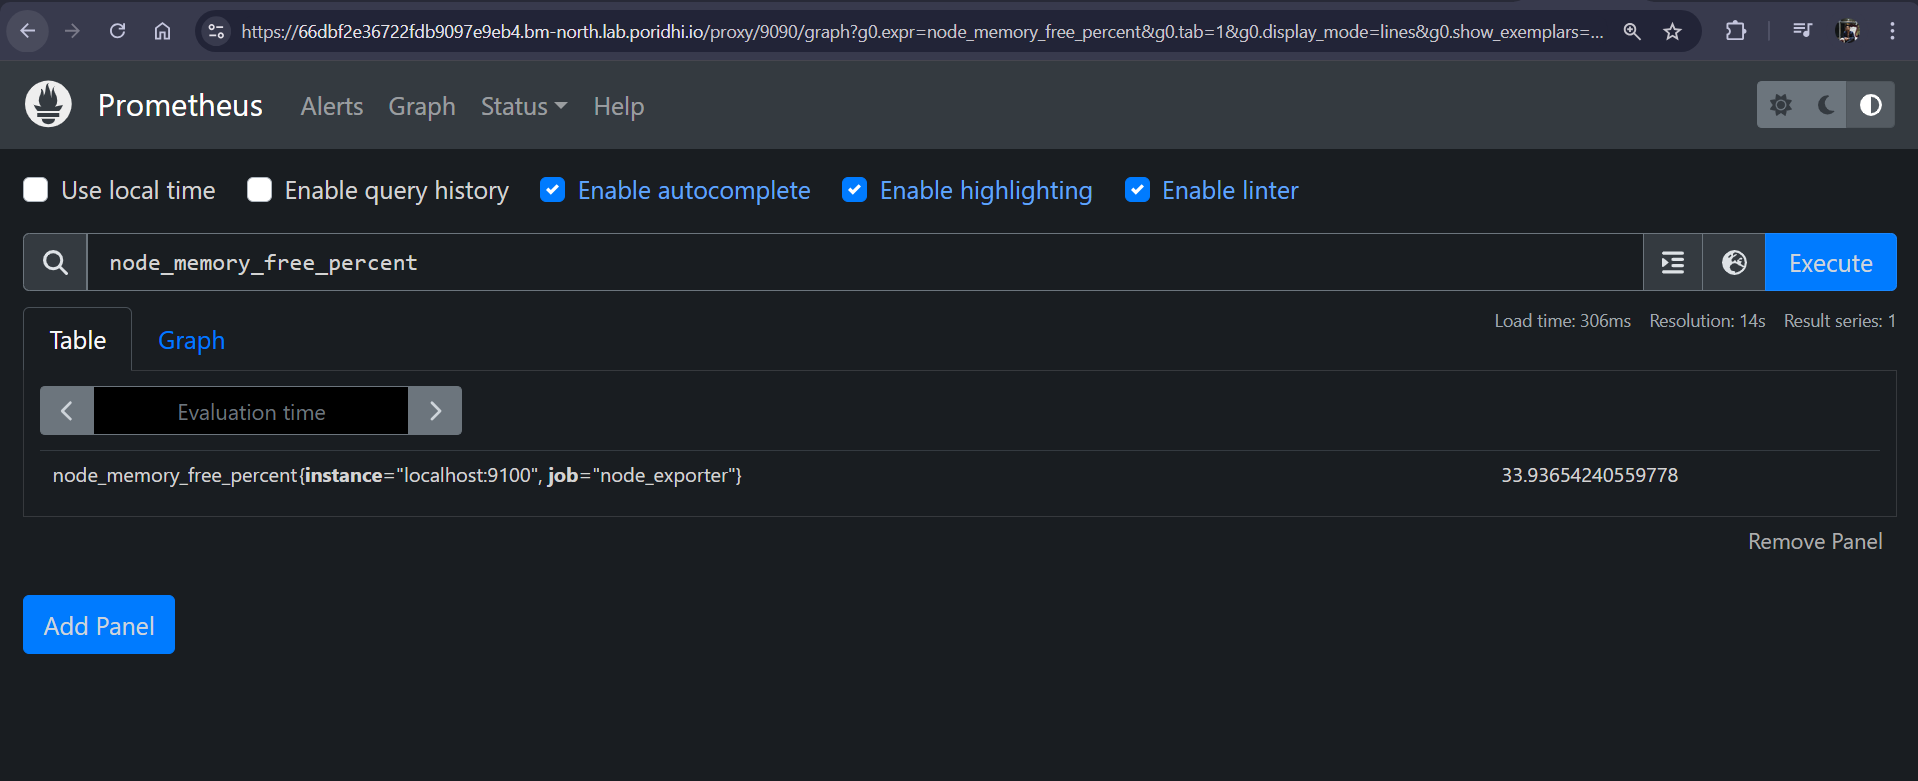 https://66dbf2e36722fdb9097e9eb4.bm-north.lab.poridhi.io/proxy/9090/graph?g0.expr=node_memory_free_percent&g0.tab=1&g0.display_mode=lines&g0.show_exemplars=...
Prometheus Alerts Graph Status Help
Use local time Enable query history Enable autocomplete Enable highlighting Enable linter
node_memory_free_percent Execute
Table Graph Load time: 306ms Resolution: 14s Result series: 1
Evaluation time
node_memory_free_percent{instance="localhost:9100", job="node_exporter"} 33.93654240559778
Remove Panel
Add Panel